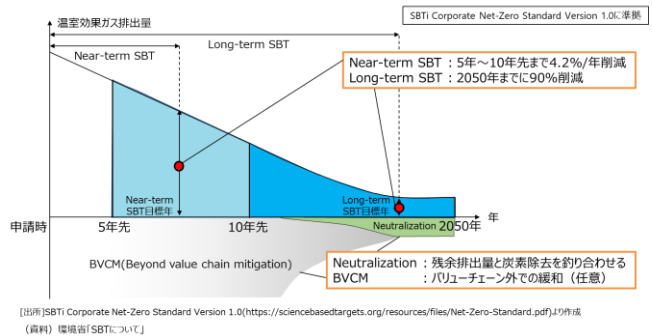 温室効果ガス排出量
SBTi Corporate Net-Zero Standard Version 1.0に準拠
Long-term SBT
Near-term SBT
Near-term SBT：5年～10年先まで4.2%/年削減
Long-term SBT：2050年までに90%削減
Near-term
SBT目標年
Long-term
SBT目標年
年
申請時
5年先
10年先
Neutralization
2050年
BVCM(Beyond value chain mitigation)
Neutralization：残余排出量と炭素除去を釣り合わせる
BVCM：バリューチェーン外での緩和（任意）
[出所]SBTi Corporate Net-Zero Standard Version 1.0(https://sciencebasedtargets.org/resources/files/Net-Zero-Standard.pdf)より作成
（資料）環境省「SBTについて」